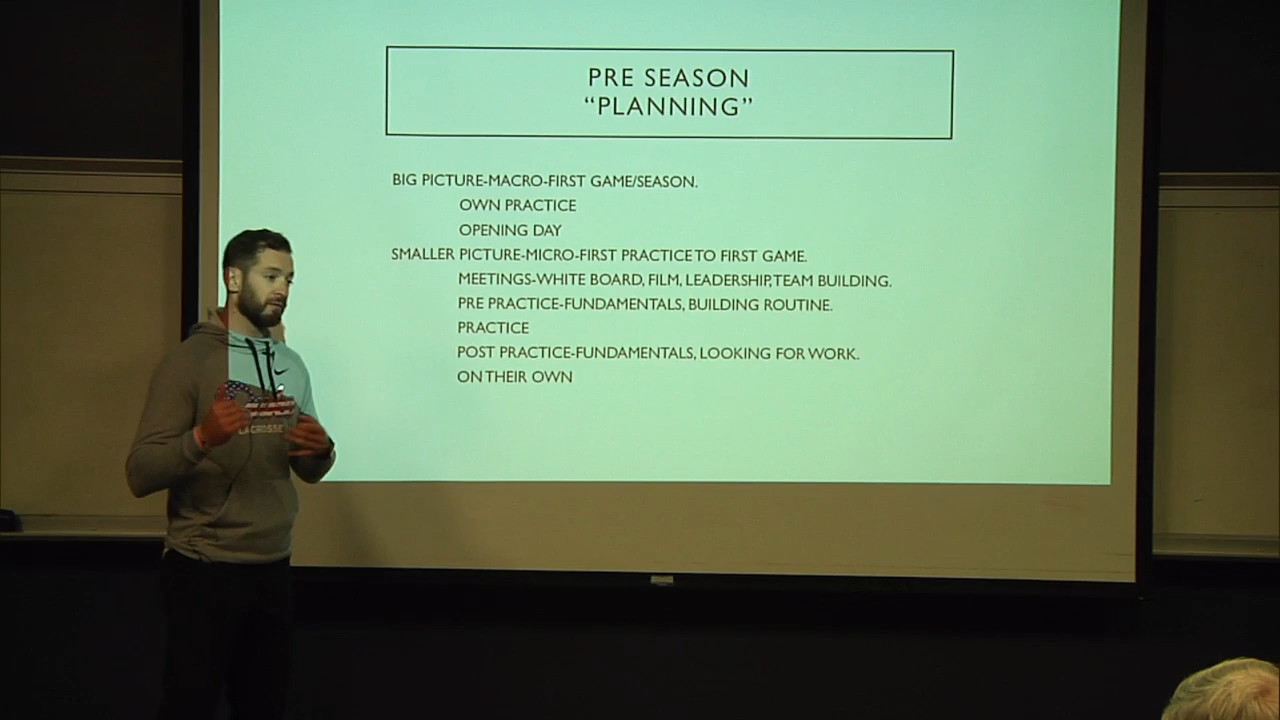 PRE SEASON
“PLANNING”
BIG PICTURE-MACRO-FIRST GAME/SEASON.
OWN PRACTICE
OPENING DAY
SMALLER PICTURE-MICRO-FIRST PRACTICE TO FIRST GAME.
MEETINGS-WHITE BOARD, FILM, LEADERSHIP, TEAM BUILDING.
PRE PRACTICE-FUNDAMENTALS, BUILDING ROUTINE.
PRACTICE
POST PRACTICE-FUNDAMENTALS, LOOKING FOR WORK.
ON THEIR OWN
LACROSSE